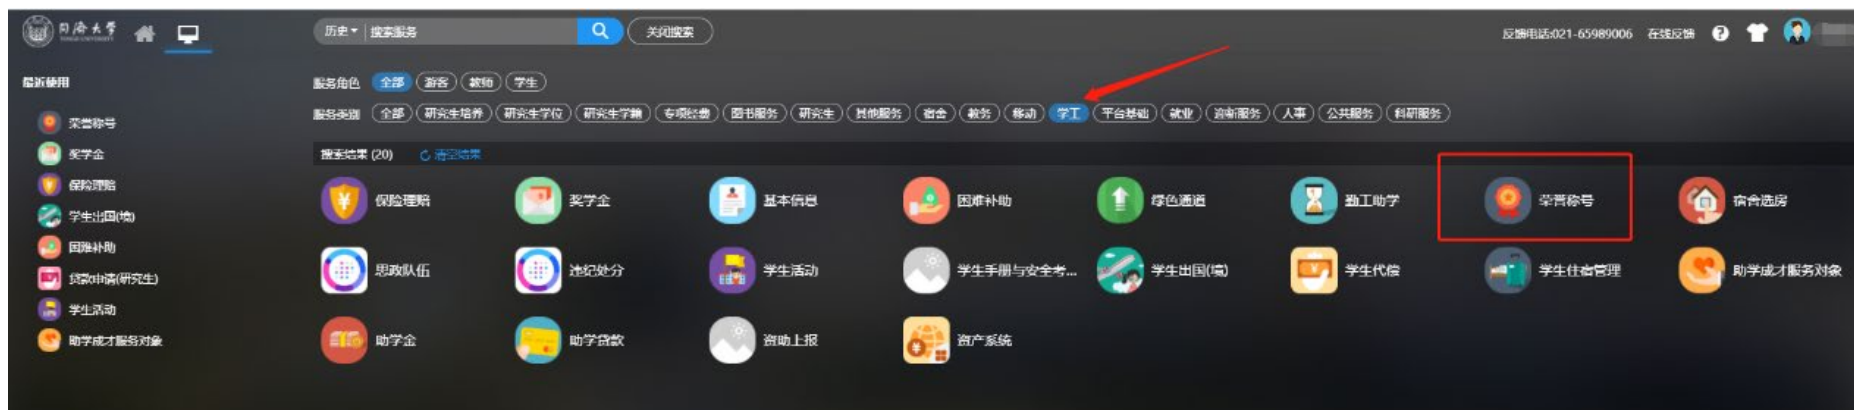 同济大学
TONGJI UNIVERSITY
历史 搜索服务
关闭搜索
反馈电话:021-65989006 在线反馈
最近使用
荣誉称号
奖学金
保险理赔
学生出国(境)
困难补助
贷款申请(研究生)
学生活动
助学成才服务对象
服务角色 全部 游客 教师 学生
服务类别 全部 研究生培养 研究生学位 研究生学籍 专项经费 图书服务 研究生 其他服务 宿舍 教务 移动 学工 平台基础 就业 迎新服务 人事 公共服务 科研服务
搜索结果 (20) 清空结果
保险理赔 奖学金 基本信息 困难补助 绿色通道 勤工助学 荣誉称号 宿舍选房
思政队伍 违纪处分 学生活动 学生手册与安全考... 学生出国(境) 学生代偿 学生住宿管理 助学成才服务对象
助学金 助学贷款 资助上报 资产系统